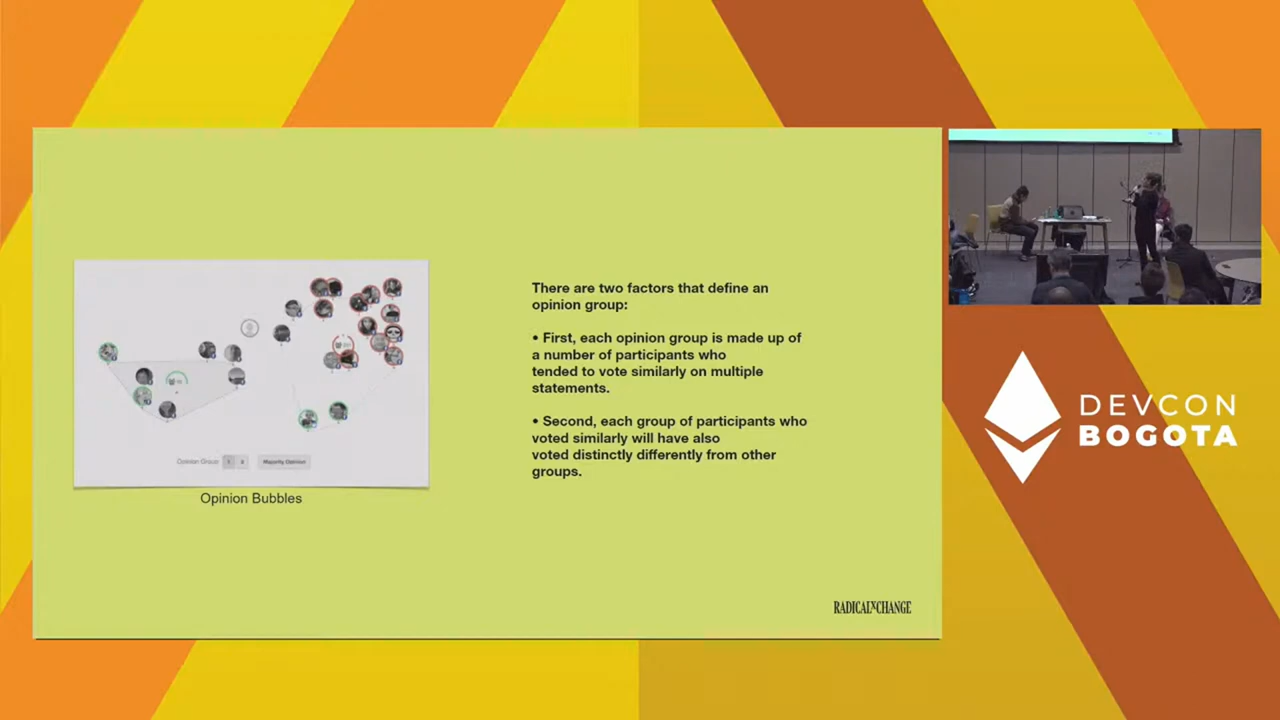 There are two factors that define an
opinion group:
• First, each opinion group is made up of
a number of participants who
tended to vote similarly on multiple
statements.
• Second, each group of participants who
voted similarly will have also
voted distinctly differently from other
groups.
Opinion Group:
Majority Opinion
Opinion Bubbles
RADICALXCHANGE
DEVCON
BOGOTA